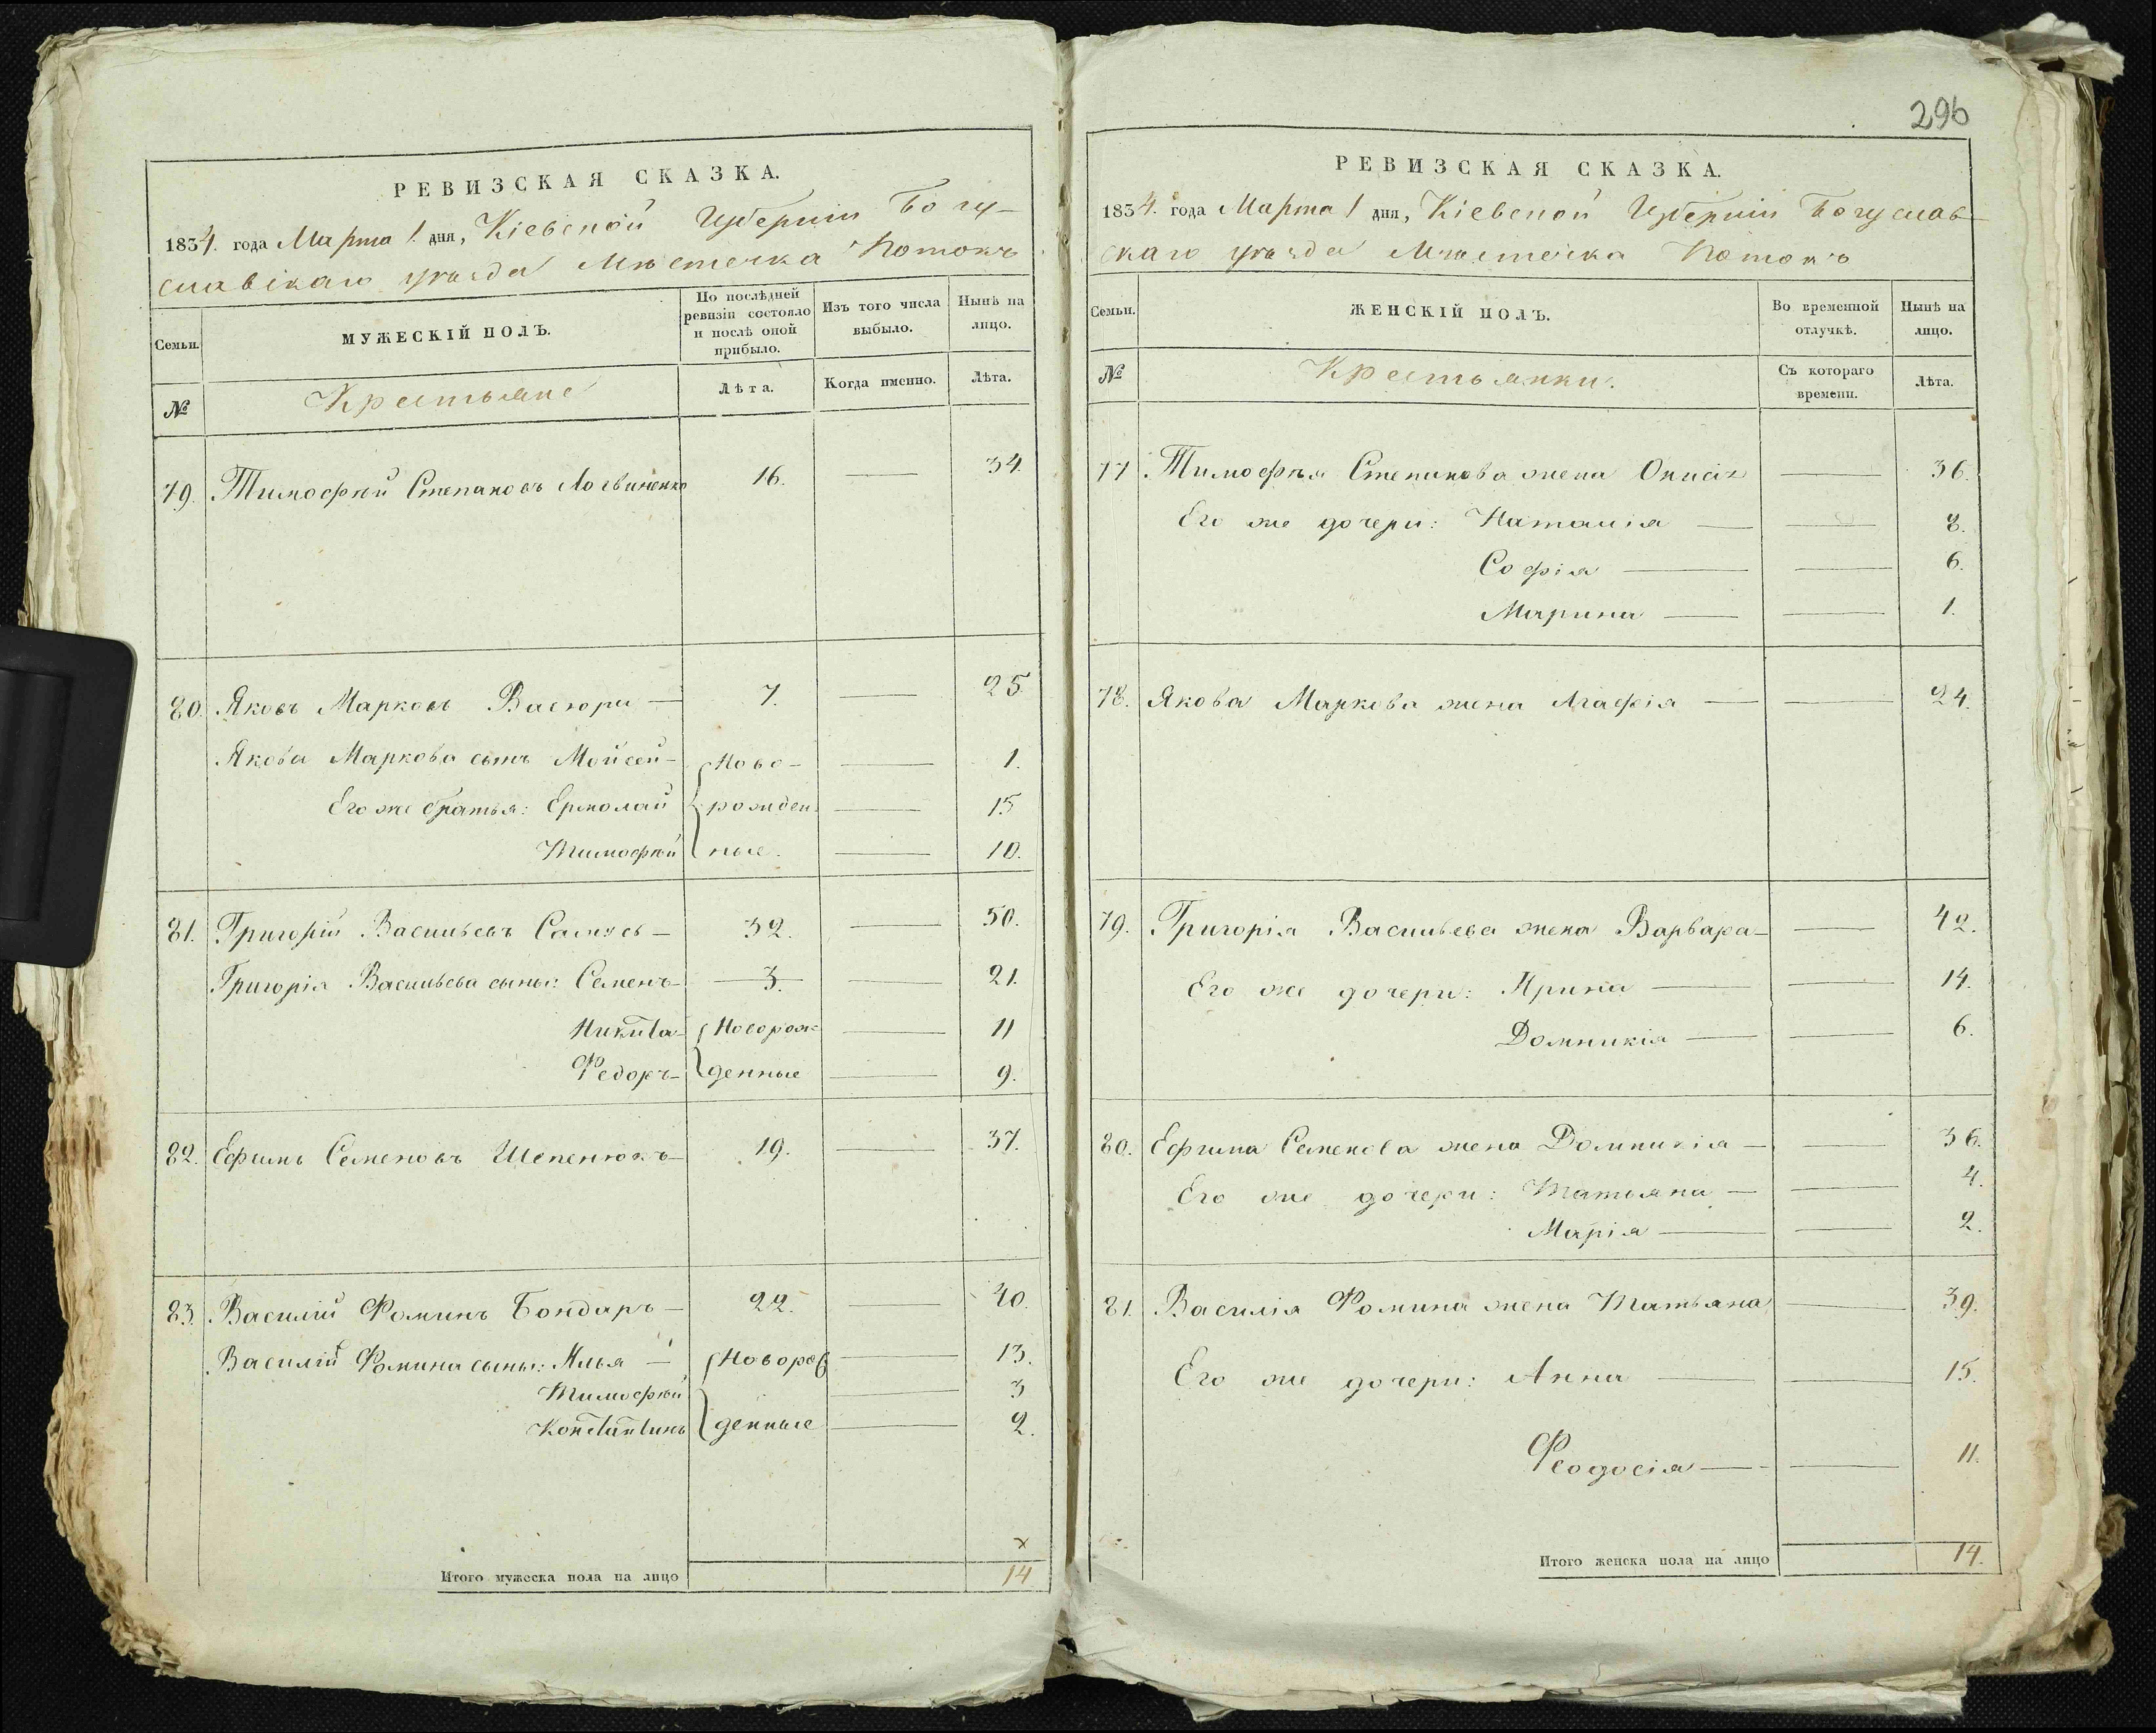 РЕВИЗСКАЯ СКАЗКА.
1834. года Марта 1. дня, Кіевской Губерніи Богу-
славскаго уѣзда Мѣстечка Потокъ
Семьи.
МУЖЕСКІЙ ПОЛЪ.
По послѣдней ревизіи состояло и послѣ оной прибыло.
Изъ того числа выбыло.
Нынѣ на лицо.
№
Крестьяне
Лѣта.
Когда именно.
Лѣта.
79. Тимофѣй Степановъ Логвиненко 16. — 34.
80. Яковъ Марковъ — 7. — 25.
Якова Маркова сынъ Мойсей — Ново- — 1.
Его же братья: Ермолай рожден- — 15
Тимофѣй ные. — 10.
81. Григорій Васильевъ Самусь — 32. — 50.
Григорія Васильева сыны: Семенъ — 3. — 21.
Никита — Новорож- — 11
Федоръ — денные — 9.
82. Ефимъ Семеновъ Шепенюкъ — 19. — 37.
83. Василій Фоминъ Бондаръ — 22. — 40.
Василій Фомина сыны: Илья — Новорож — 13.
Тимофѣй — 3
Константинъ денные — 2.
х
Итого мужеска пола на лицо 14
296
РЕВИЗСКАЯ СКАЗКА.
1834. года Марта 1 дня, Кіевской Губерніи Богуслав-
скаго уѣзда Мѣстечка Потокъ
Семьи.
ЖЕНСКІЙ ПОЛЪ.
Во временной отлучкѣ.
Нынѣ на лицо.
№
Крестьянки.
Съ котораго времени.
Лѣта.
77. Тимофѣя Степанова жена — 36.
Его же дочери: Наталія — — 8.
Софія — — 6.
Марина — — 1.
78. Якова Маркова жена Агафія — — 24.
79. Григорія Васильева жена Варвара — — 42.
Его же дочери: Ирина — — 14.
Домникія — — 6.
80. Ефима Семенова жена Домникія — — 36.
Его же дочери: Татьяна — — 4.
Марія — — 2.
81. Василія Фомина жена Татьяна — 39.
Его же дочери: Анна — — 15.
Феодосія — — 11.
Итого женска пола на лицо 14.